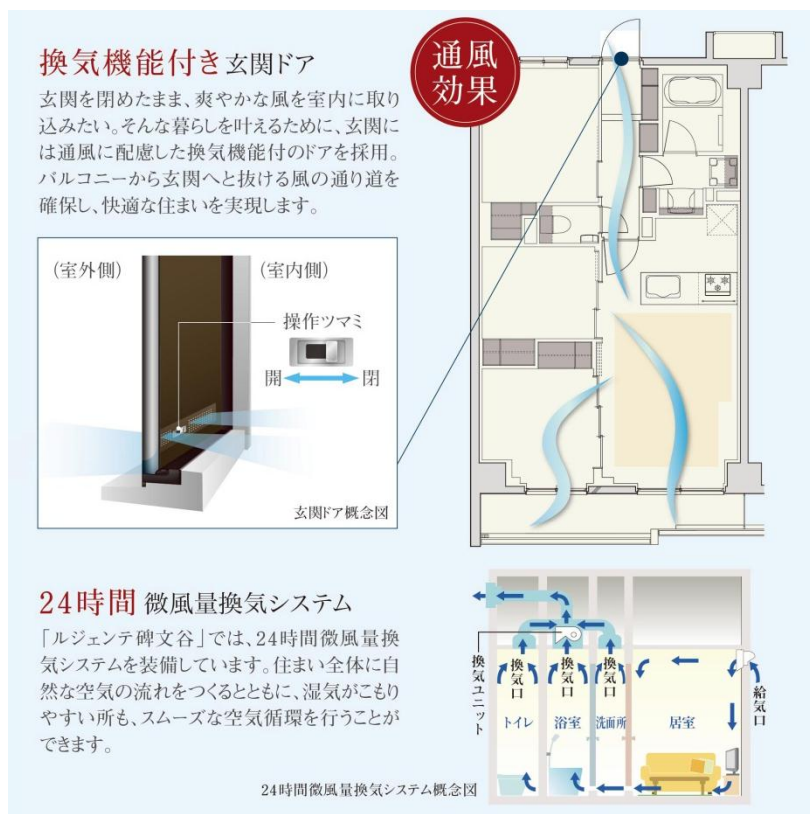 換気機能付き玄関ドア
玄関を閉めたまま、爽やかな風を室内に取り
込みたい。そんな暮らしを叶えるために、玄関に
は通風に配慮した換気機能付のドアを採用。
バルコニーから玄関へと抜ける風の通り道を
確保し、快適な住まいを実現します。
通風
効果
(室外側)
(室内側)
操作ツマミ
開
閉
玄関ドア概念図
24時間 微風量換気システム
「ルジェンテ碑文谷」では、24時間微風量換
気システムを装備しています。住まい全体に自
然な空気の流れをつくるとともに、湿気がこもり
やすい所も、スムーズな空気循環を行うことが
できます。
換気ユニット
換気口
換気口
換気口
給気口
トイレ
浴室
洗面所
居室
24時間微風量換気システム概念図